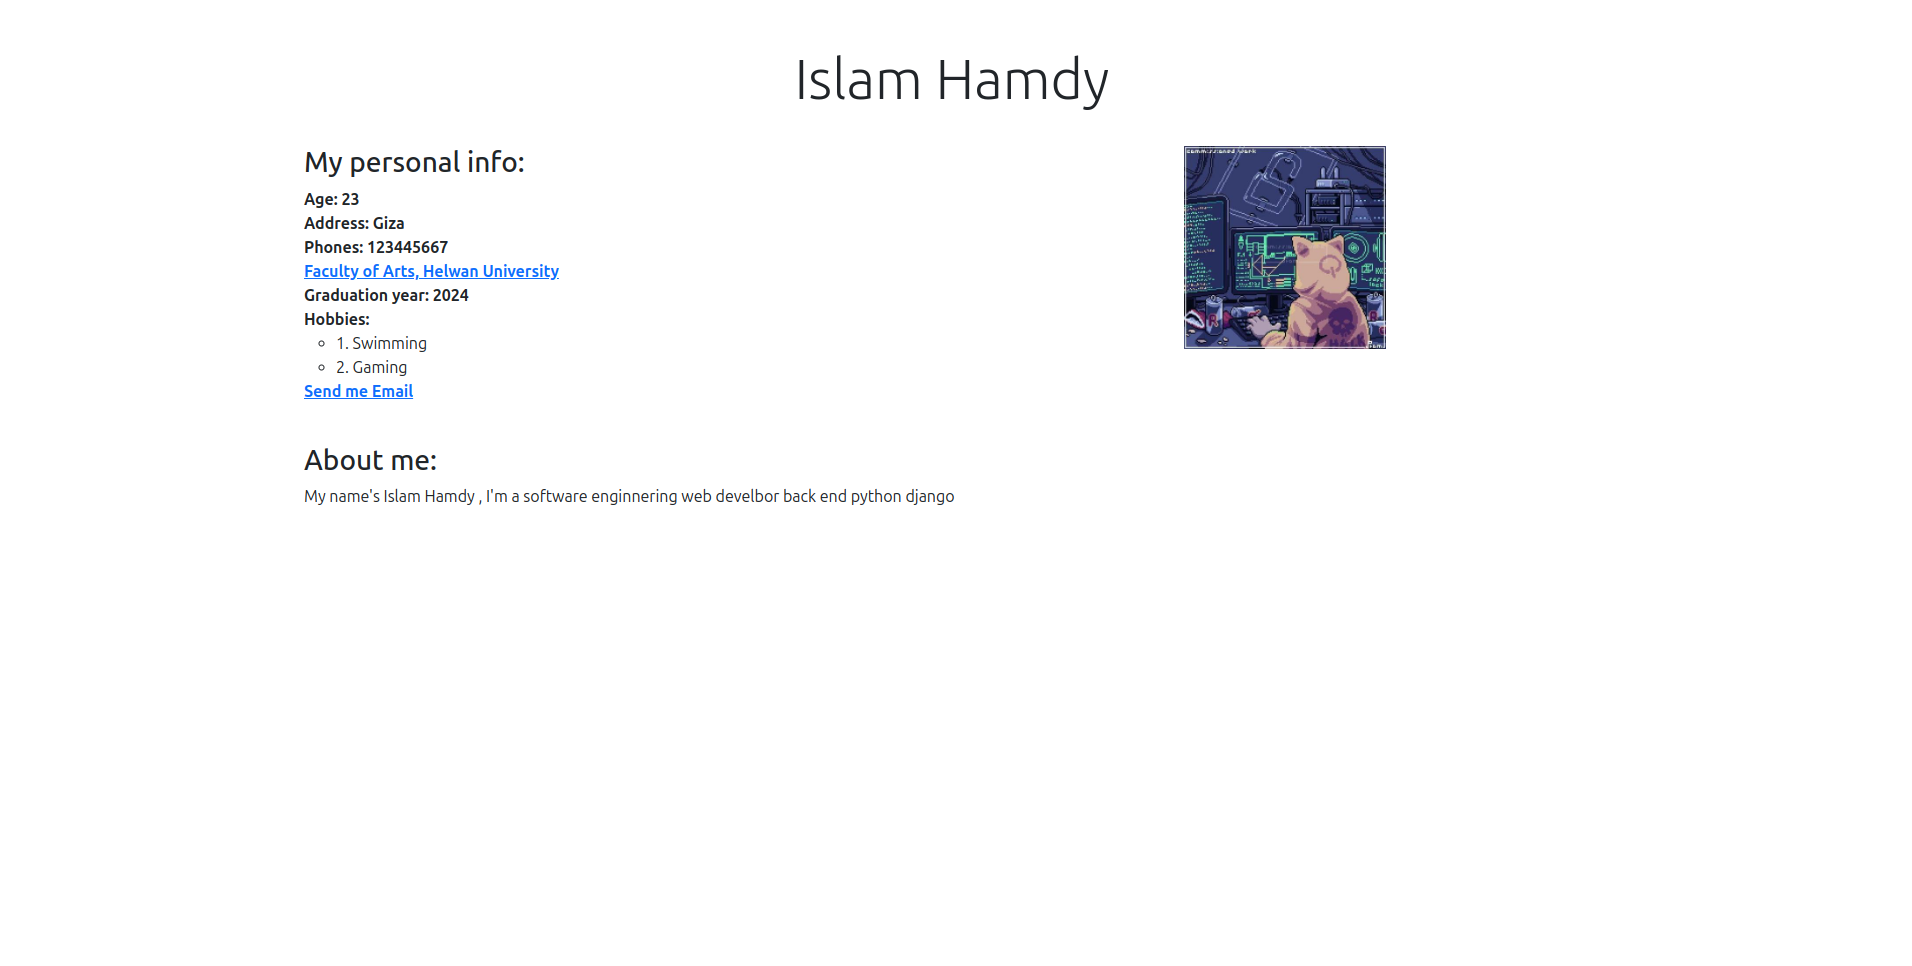 Islam Hamdy
My personal info:
Age: 23
Address: Giza
Phones: 123445667
Faculty of Arts, Helwan University
Graduation year: 2024
Hobbies:
1. Swimming
2. Gaming
Send me Email
About me:
My name's Islam Hamdy , I'm a software enginnering web develbor back end python django